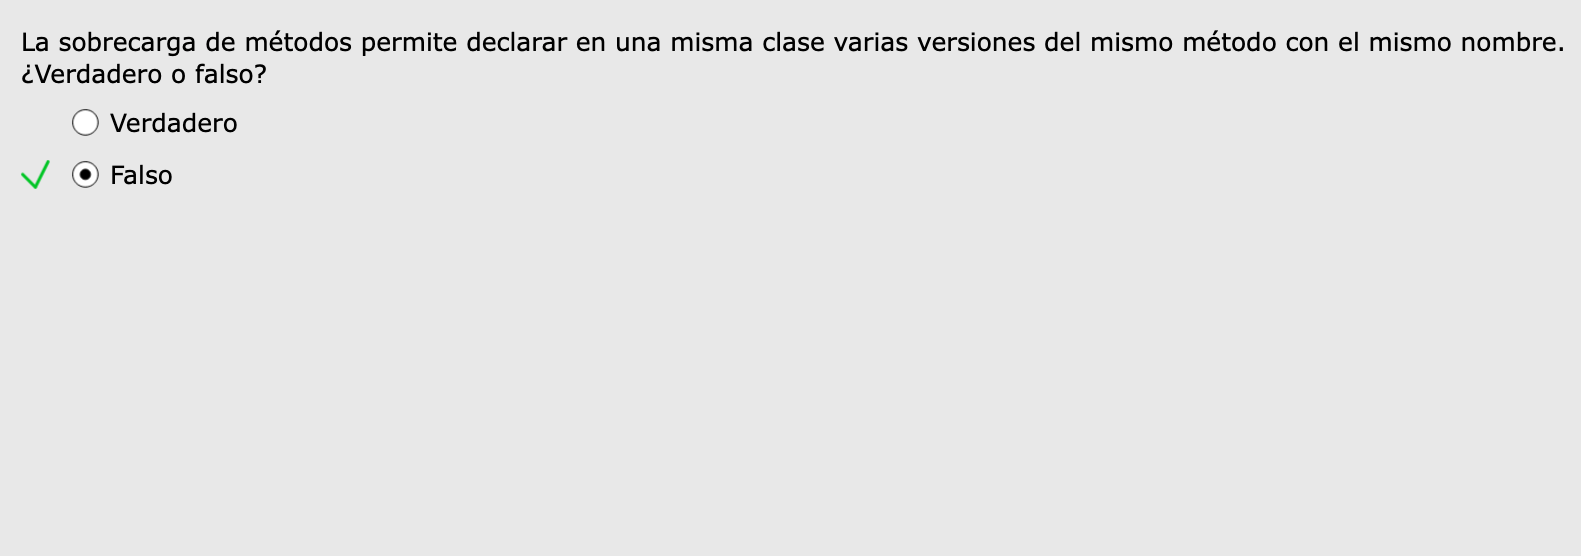 La sobrecarga de métodos permite declarar en una misma clase varias versiones del mismo método con el mismo nombre.
¿Verdadero o falso?
Verdadero
Falso